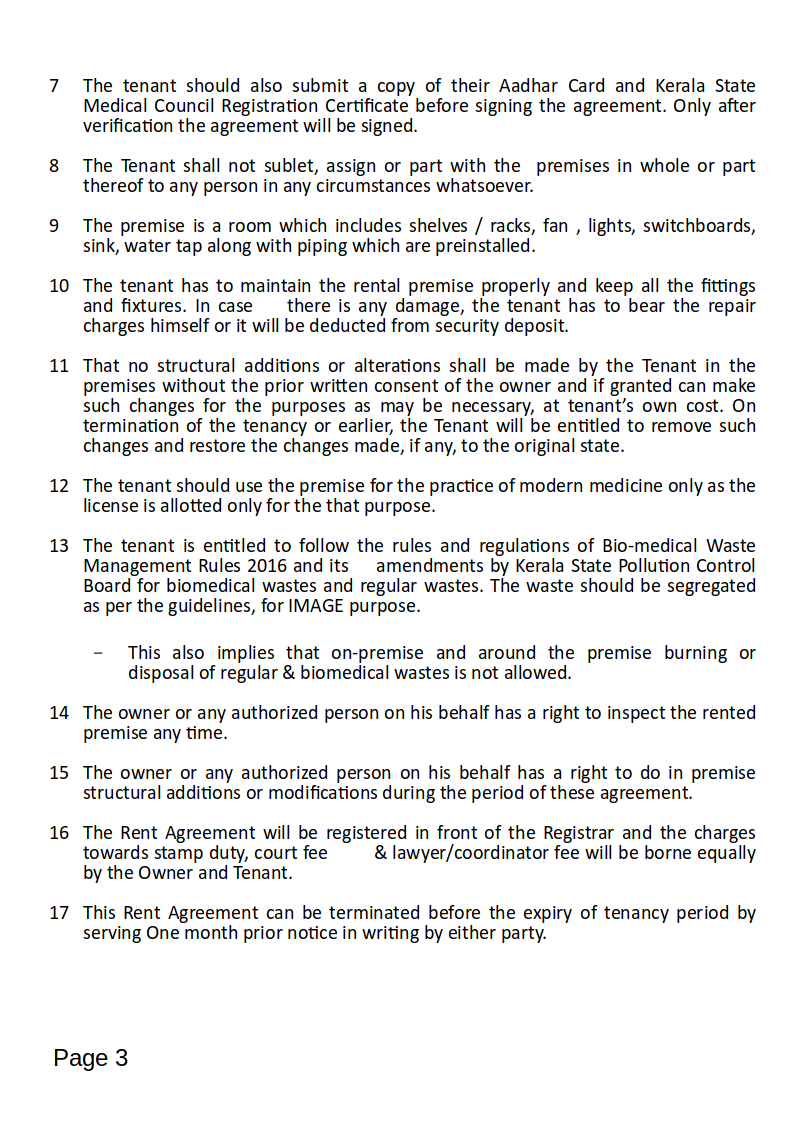 7 The tenant should also submit a copy of their Aadhar Card and Kerala State
Medical Council Registration Certificate before signing the agreement. Only after
verification the agreement will be signed.
8 The Tenant shall not sublet, assign or part with the premises in whole or part
thereof to any person in any circumstances whatsoever.
9 The premise is a room which includes shelves / racks, fan , lights, switchboards,
sink, water tap along with piping which are preinstalled.
10 The tenant has to maintain the rental premise properly and keep all the fittings
and fixtures. In case there is any damage, the tenant has to bear the repair
charges himself or it will be deducted from security deposit.
11 That no structural additions or alterations shall be made by the Tenant in the
premises without the prior written consent of the owner and if granted can make
such changes for the purposes as may be necessary, at tenant’s own cost. On
termination of the tenancy or earlier, the Tenant will be entitled to remove such
changes and restore the changes made, if any, to the original state.
12 The tenant should use the premise for the practice of modern medicine only as the
license is allotted only for the that purpose.
13 The tenant is entitled to follow the rules and regulations of Bio-medical Waste
Management Rules 2016 and its amendments by Kerala State Pollution Control
Board for biomedical wastes and regular wastes. The waste should be segregated
as per the guidelines, for IMAGE purpose.
– This also implies that on-premise and around the premise burning or
disposal of regular & biomedical wastes is not allowed.
14 The owner or any authorized person on his behalf has a right to inspect the rented
premise any time.
15 The owner or any authorized person on his behalf has a right to do in premise
structural additions or modifications during the period of these agreement.
16 The Rent Agreement will be registered in front of the Registrar and the charges
towards stamp duty, court fee & lawyer/coordinator fee will be borne equally
by the Owner and Tenant.
17 This Rent Agreement can be terminated before the expiry of tenancy period by
serving One month prior notice in writing by either party.
Page 3